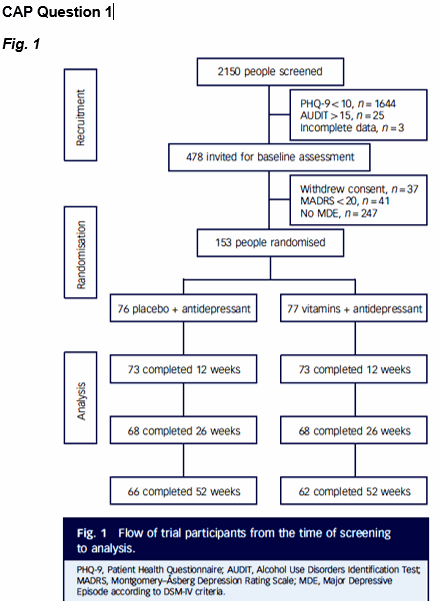 CAP Question 1
Fig. 1
Recruitment
2150 people screened
PHQ-9<10, n=1644
AUDIT>15, n=25
Incomplete data, n=3
478 invited for baseline assessment
Withdrew consent, n=37
MADRS<20, n=41
No MDE, n=247
Randomisation
153 people randomised
76 placebo + antidepressant
77 vitamins + antidepressant
Analysis
73 completed 12 weeks
73 completed 12 weeks
68 completed 26 weeks
68 completed 26 weeks
66 completed 52 weeks
62 completed 52 weeks
Fig. 1 Flow of trial participants from the time of screening
to analysis.
PHQ-9, Patient Health Questionnaire; AUDIT, Alcohol Use Disorders Identification Test;
MADRS, Montgomery–Åsberg Depression Rating Scale; MDE, Major Depressive
Episode according to DSM-IV criteria.